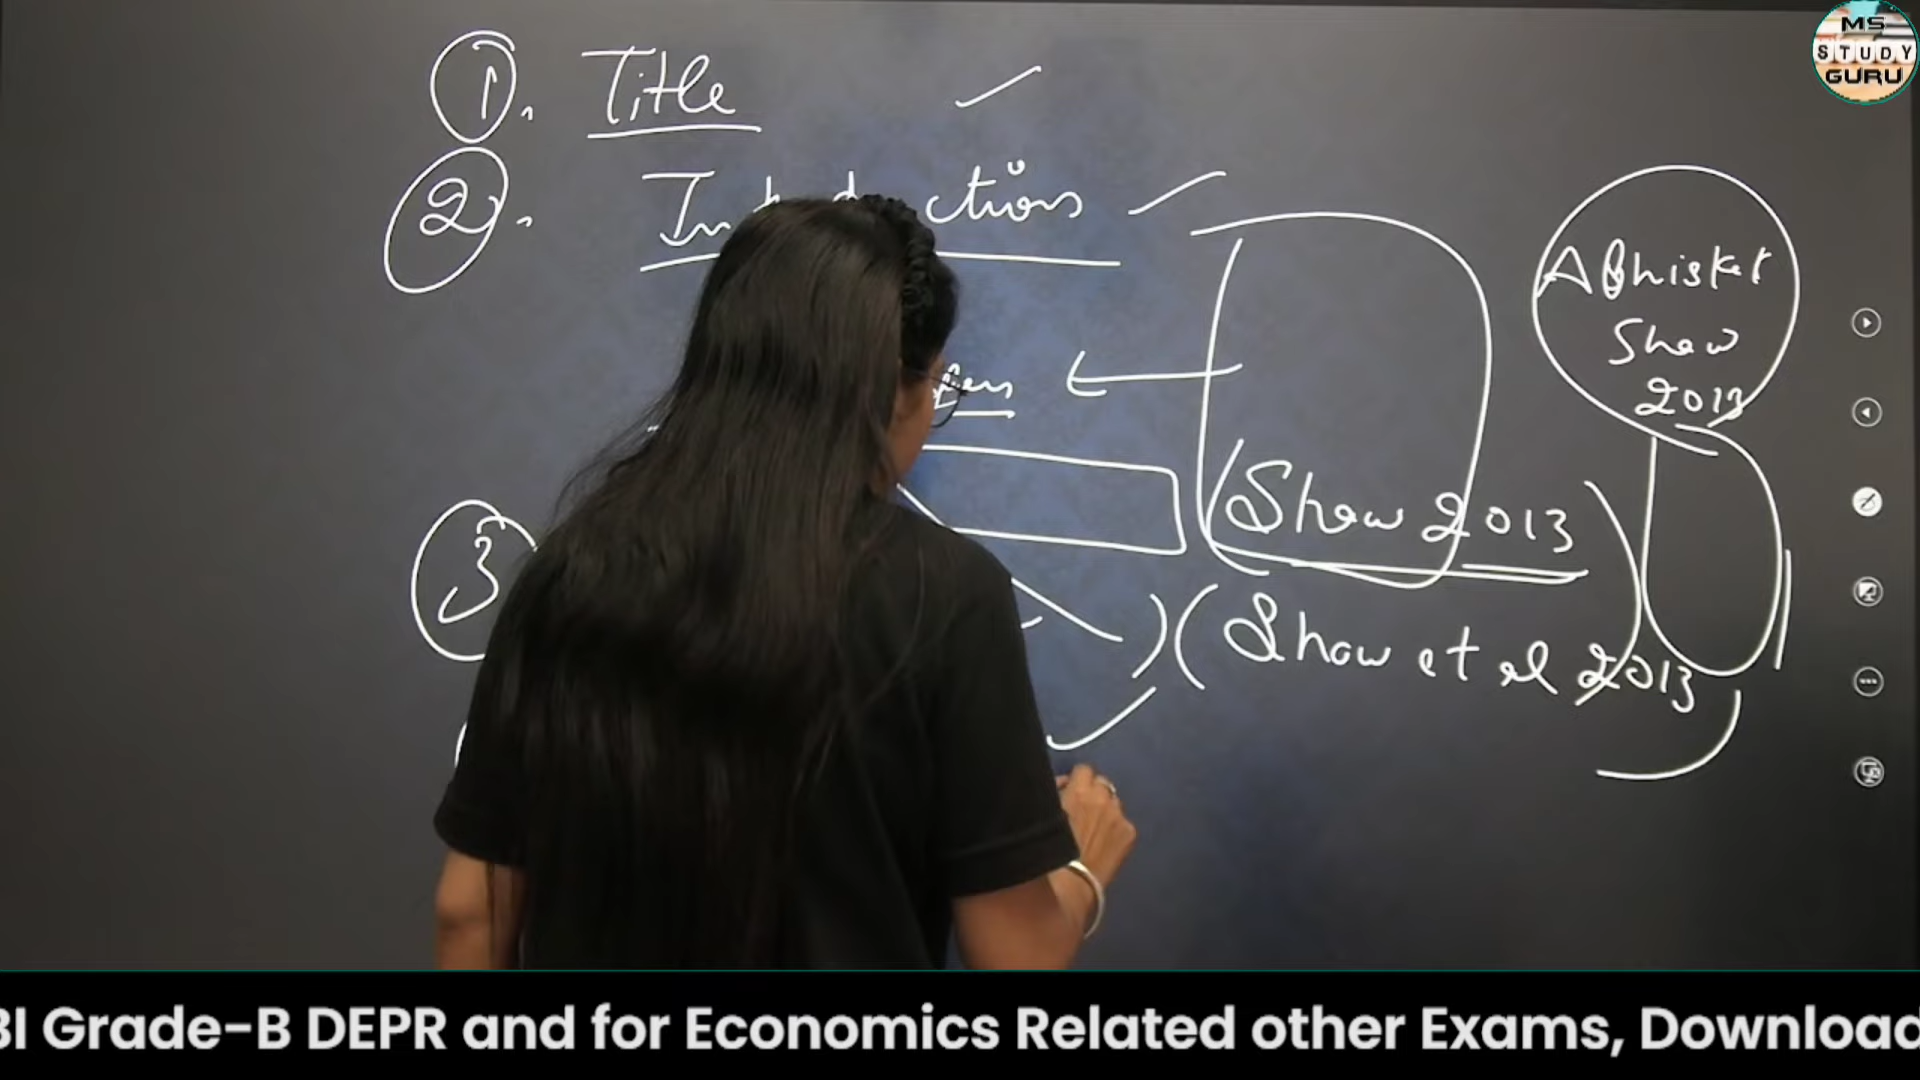 MS
STUDY
GURU
1. Title
2. ctions
Abhishek
Shaw
2013
(Shaw 2013)
3
) (Shaw et al 2013)
BI Grade-B DEPR and for Economics Related other Exams, Download